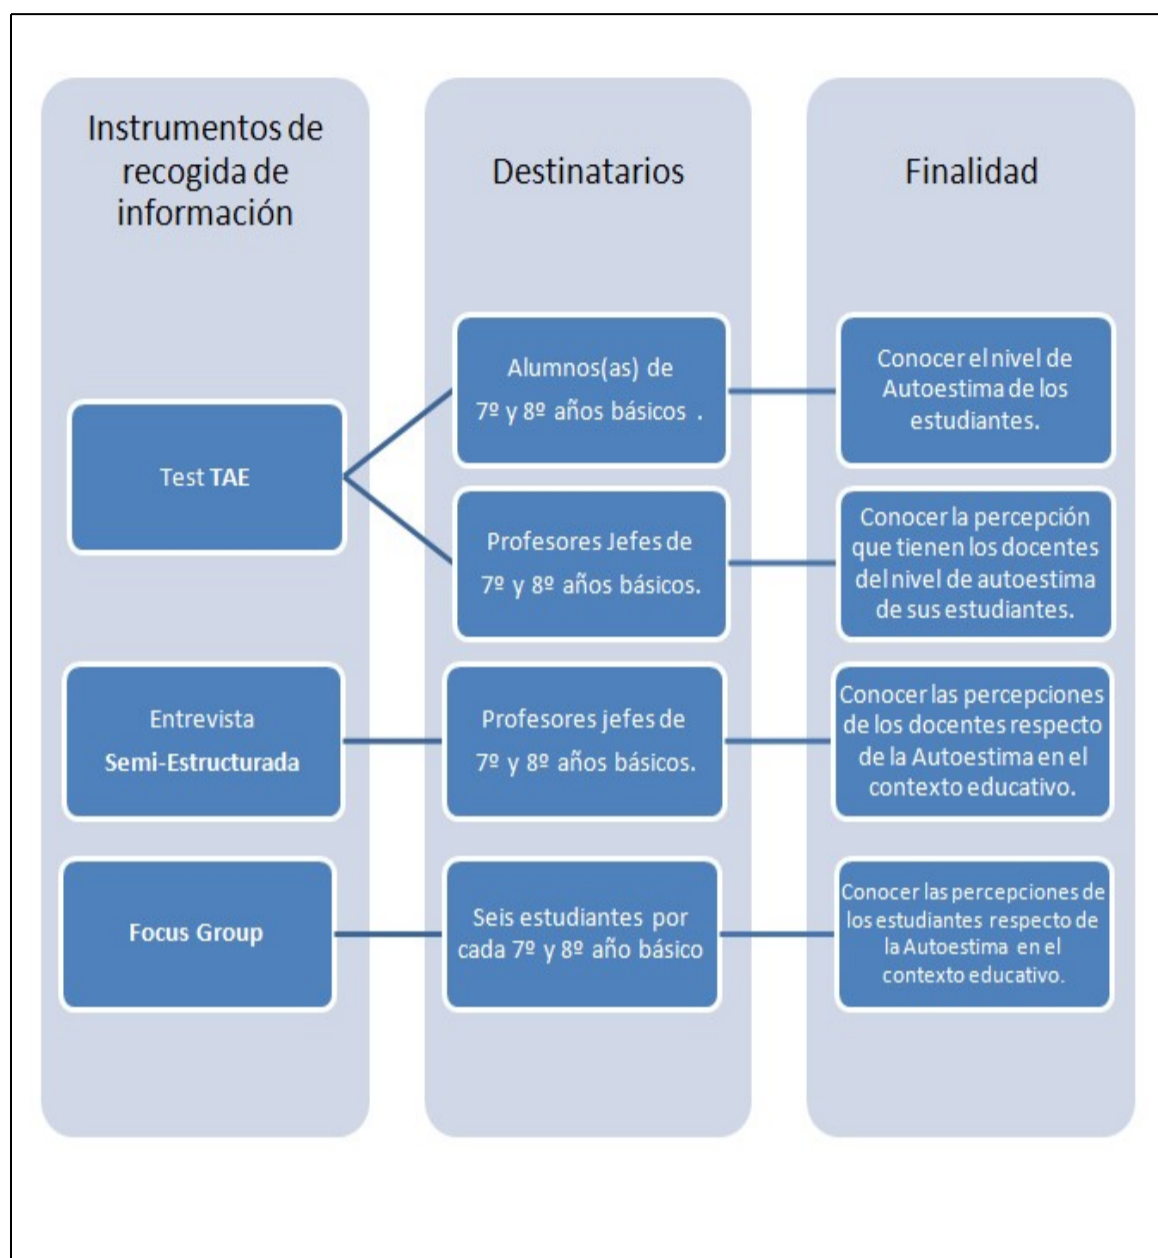 Instrumentos de
recogida de
información
Destinatarios
Finalidad
Test TAE
Alumnos(as) de
7º y 8º años básicos .
Conocer el nivel de
Autoestima de los
estudiantes.
Profesores Jefes de
7º y 8º años básicos.
Conocer la percepción
que tienen los docentes
del nivel de autoestima
de sus estudiantes.
Entrevista
Semi-Estructurada
Profesores jefes de
7º y 8º años básicos.
Conocer las percepciones
de los docentes respecto
de la Autoestima en el
contexto educativo.
Focus Group
Seis estudiantes por
cada 7º y 8º año básico
Conocer las percepciones de
los estudiantes respecto de
la Autoestima en el
contexto educativo.